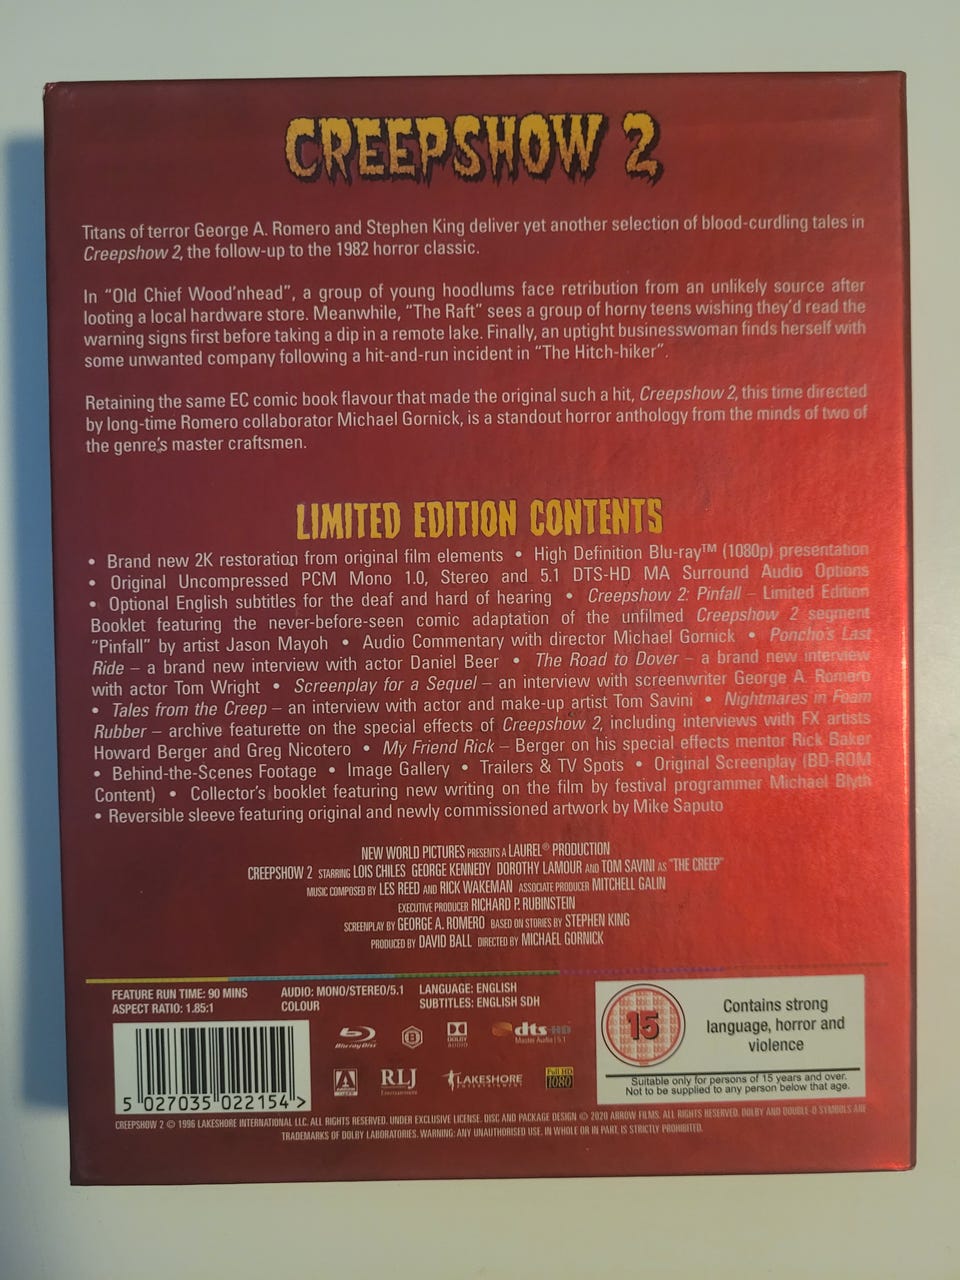 CREEPSHOW 2
Titans of terror George A. Romero and Stephen King deliver yet another selection of blood-curdling tales in
Creepshow 2, the follow-up to the 1982 horror classic.
In “Old Chief Wood'nhead”, a group of young hoodlums face retribution from an unlikely source after
looting a local hardware store. Meanwhile, “The Raft” sees a group of horny teens wishing they'd read the
warning signs first before taking a dip in a remote lake. Finally, an uptight businesswoman finds herself with
some unwanted company following a hit-and-run incident in “The Hitch-hiker”.
Retaining the same EC comic book flavour that made the original such a hit, Creepshow 2, this time directed
by long-time Romero collaborator Michael Gornick, is a standout horror anthology from the minds of two of
the genre's master craftsmen.
LIMITED EDITION CONTENTS
• Brand new 2K restoration from original film elements • High Definition Blu-ray™ (1080p) presentation
• Original Uncompressed PCM Mono 1.0, Stereo and 5.1 DTS-HD MA Surround Audio Options
• Optional English subtitles for the deaf and hard of hearing • Creepshow 2: Pinfall – Limited Edition
Booklet featuring the never-before-seen comic adaptation of the unfilmed Creepshow 2 segment
“Pinfall” by artist Jason Mayoh • Audio Commentary with director Michael Gornick • Poncho's Last
Ride – a brand new interview with actor Daniel Beer • The Road to Dover – a brand new interview
with actor Tom Wright • Screenplay for a Sequel – an interview with screenwriter George A. Romero
• Tales from the Creep – an interview with actor and make-up artist Tom Savini • Nightmares in Foam
Rubber – archive featurette on the special effects of Creepshow 2, including interviews with FX artists
Howard Berger and Greg Nicotero • My Friend Rick – Berger on his special effects mentor Rick Baker
• Behind-the-Scenes Footage • Image Gallery • Trailers & TV Spots • Original Screenplay (BD-ROM
Content) • Collector's booklet featuring new writing on the film by festival programmer Michael Blyth
• Reversible sleeve featuring original and newly commissioned artwork by Mike Saputo
NEW WORLD PICTURES PRESENTS A LAUREL® PRODUCTION
CREEPSHOW 2 STARRING LOIS CHILES GEORGE KENNEDY DOROTHY LAMOUR AND TOM SAVINI AS "THE CREEP"
MUSIC COMPOSED BY LES REED AND RICK WAKEMAN ASSOCIATE PRODUCER MITCHELL GALIN
EXECUTIVE PRODUCER RICHARD P. RUBINSTEIN
SCREENPLAY BY GEORGE A. ROMERO BASED ON STORIES BY STEPHEN KING
PRODUCED BY DAVID BALL DIRECTED BY MICHAEL GORNICK
FEATURE RUN TIME: 90 MINS
ASPECT RATIO: 1.85:1
AUDIO: MONO/STEREO/5.1
COLOUR
LANGUAGE: ENGLISH
SUBTITLES: ENGLISH SDH
Blu-ray Disc
B
DOLBY
AUDIO
dts-HD
Master Audio | 5.1
ARROW
RLJ
Entertainment
LAKESHORE
ENTERTAINMENT
Full HD
1080
5 027035 022154 >
15
Contains strong
language, horror and
violence
Suitable only for persons of 15 years and over.
Not to be supplied to any person below that age.
CREEPSHOW 2 © 1996 LAKESHORE INTERNATIONAL LLC. ALL RIGHTS RESERVED. UNDER EXCLUSIVE LICENSE. DISC AND PACKAGE DESIGN © 2020 ARROW FILMS. ALL RIGHTS RESERVED. DOLBY AND DOUBLE-D SYMBOLS ARE
TRADEMARKS OF DOLBY LABORATORIES. WARNING: ANY UNAUTHORISED USE, IN WHOLE OR IN PART, IS STRICTLY PROHIBITED.